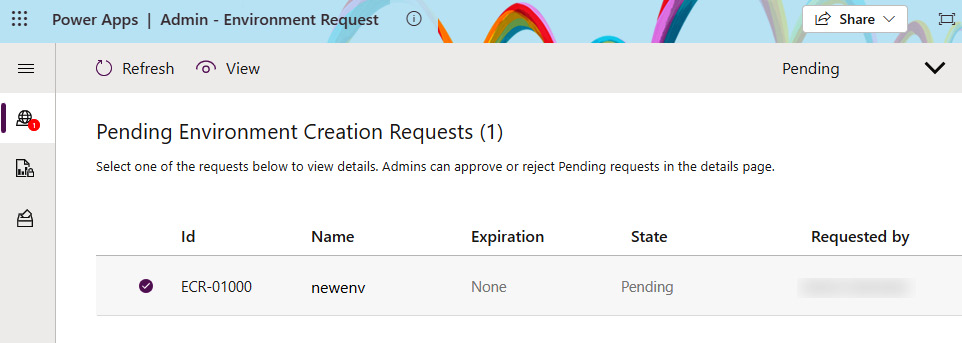 Power Apps | Admin - Environment Request
Share
Refresh View Pending
1
Pending Environment Creation Requests (1)
Select one of the requests below to view details. Admins can approve or reject Pending requests in the details page.
Id Name Expiration State Requested by
ECR-01000 newenv None Pending